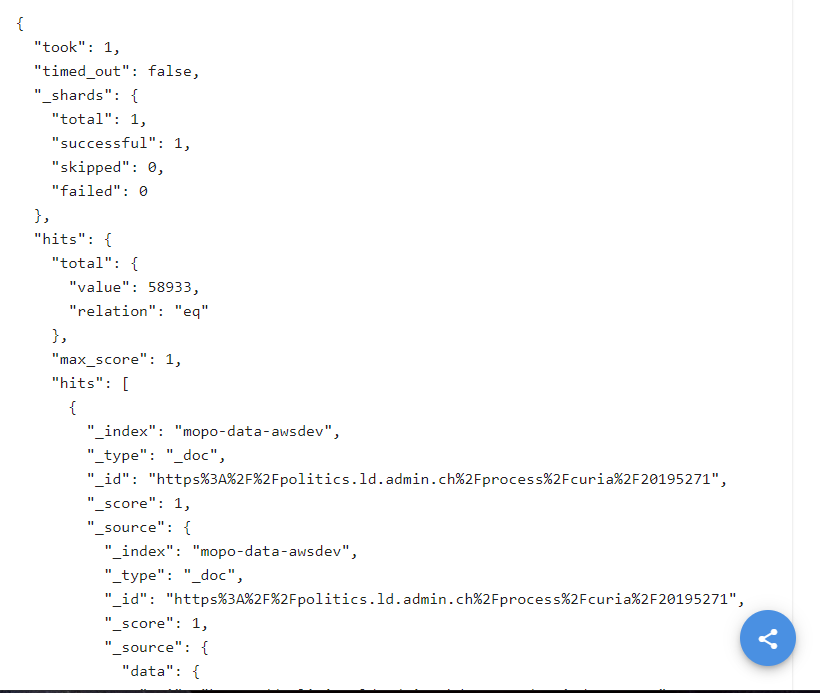 {
"took": 1,
"timed_out": false,
"_shards": {
"total": 1,
"successful": 1,
"skipped": 0,
"failed": 0
},
"hits": {
"total": {
"value": 58933,
"relation": "eq"
},
"max_score": 1,
"hits": [
{
"_index": "mopo-data-awsdev",
"_type": "_doc",
"_id": "https%3A%2F%2Fpolitics.ld.admin.ch%2Fprocess%2Fcuria%2F20195271",
"_score": 1,
"_source": {
"_index": "mopo-data-awsdev",
"_type": "_doc",
"_id": "https%3A%2F%2Fpolitics.ld.admin.ch%2Fprocess%2Fcuria%2F20195271",
"_score": 1,
"_source": {
"data": {